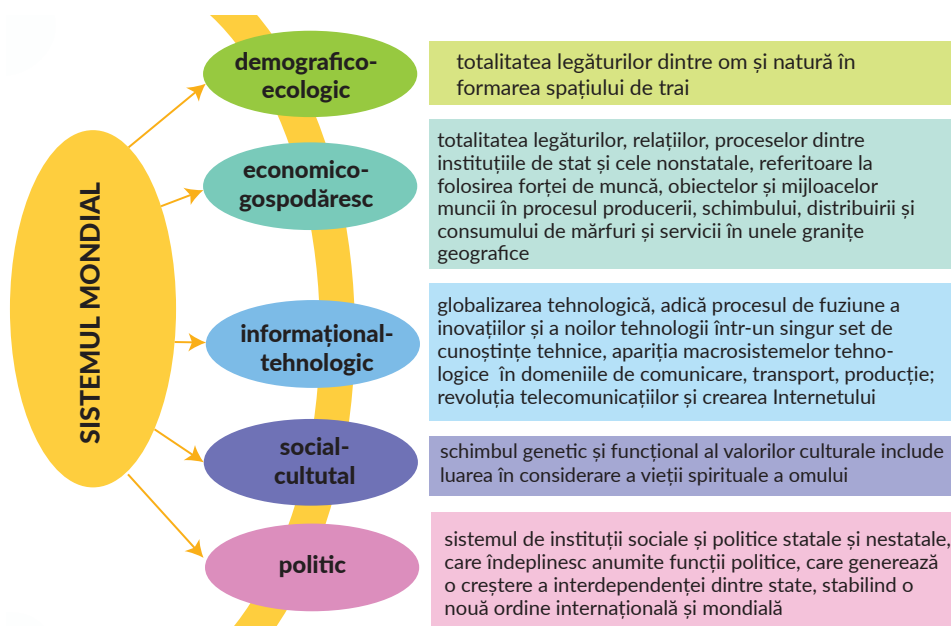 SISTEMUL MONDIAL
demografico-
ecologic
totalitatea legăturilor dintre om și natură în
formarea spațiului de trai
economico-
gospodăresc
totalitatea legăturilor, relațiilor, proceselor dintre
instituțiile de stat și cele nonstatale, referitoare la
folosirea forței de muncă, obiectelor și mijloacelor
muncii în procesul producerii, schimbului, distribuirii și
consumului de mărfuri și servicii în unele granițe
geografice
informațional-
tehnologic
globalizarea tehnologică, adică procesul de fuziune a
inovațiilor și a noilor tehnologii într-un singur set de
cunoștințe tehnice, apariția macrosistemelor tehno-
logice în domeniile de comunicare, transport, producție;
revoluția telecomunicațiilor și crearea Internetului
social-
cultutal
schimbul genetic și funcțional al valorilor culturale include
luarea în considerare a vieții spirituale a omului
politic
sistemul de instituții sociale și politice statale și nestatale,
care îndeplinesc anumite funcții politice, care generează
o creștere a interdependenței dintre state, stabilind o
nouă ordine internațională și mondială